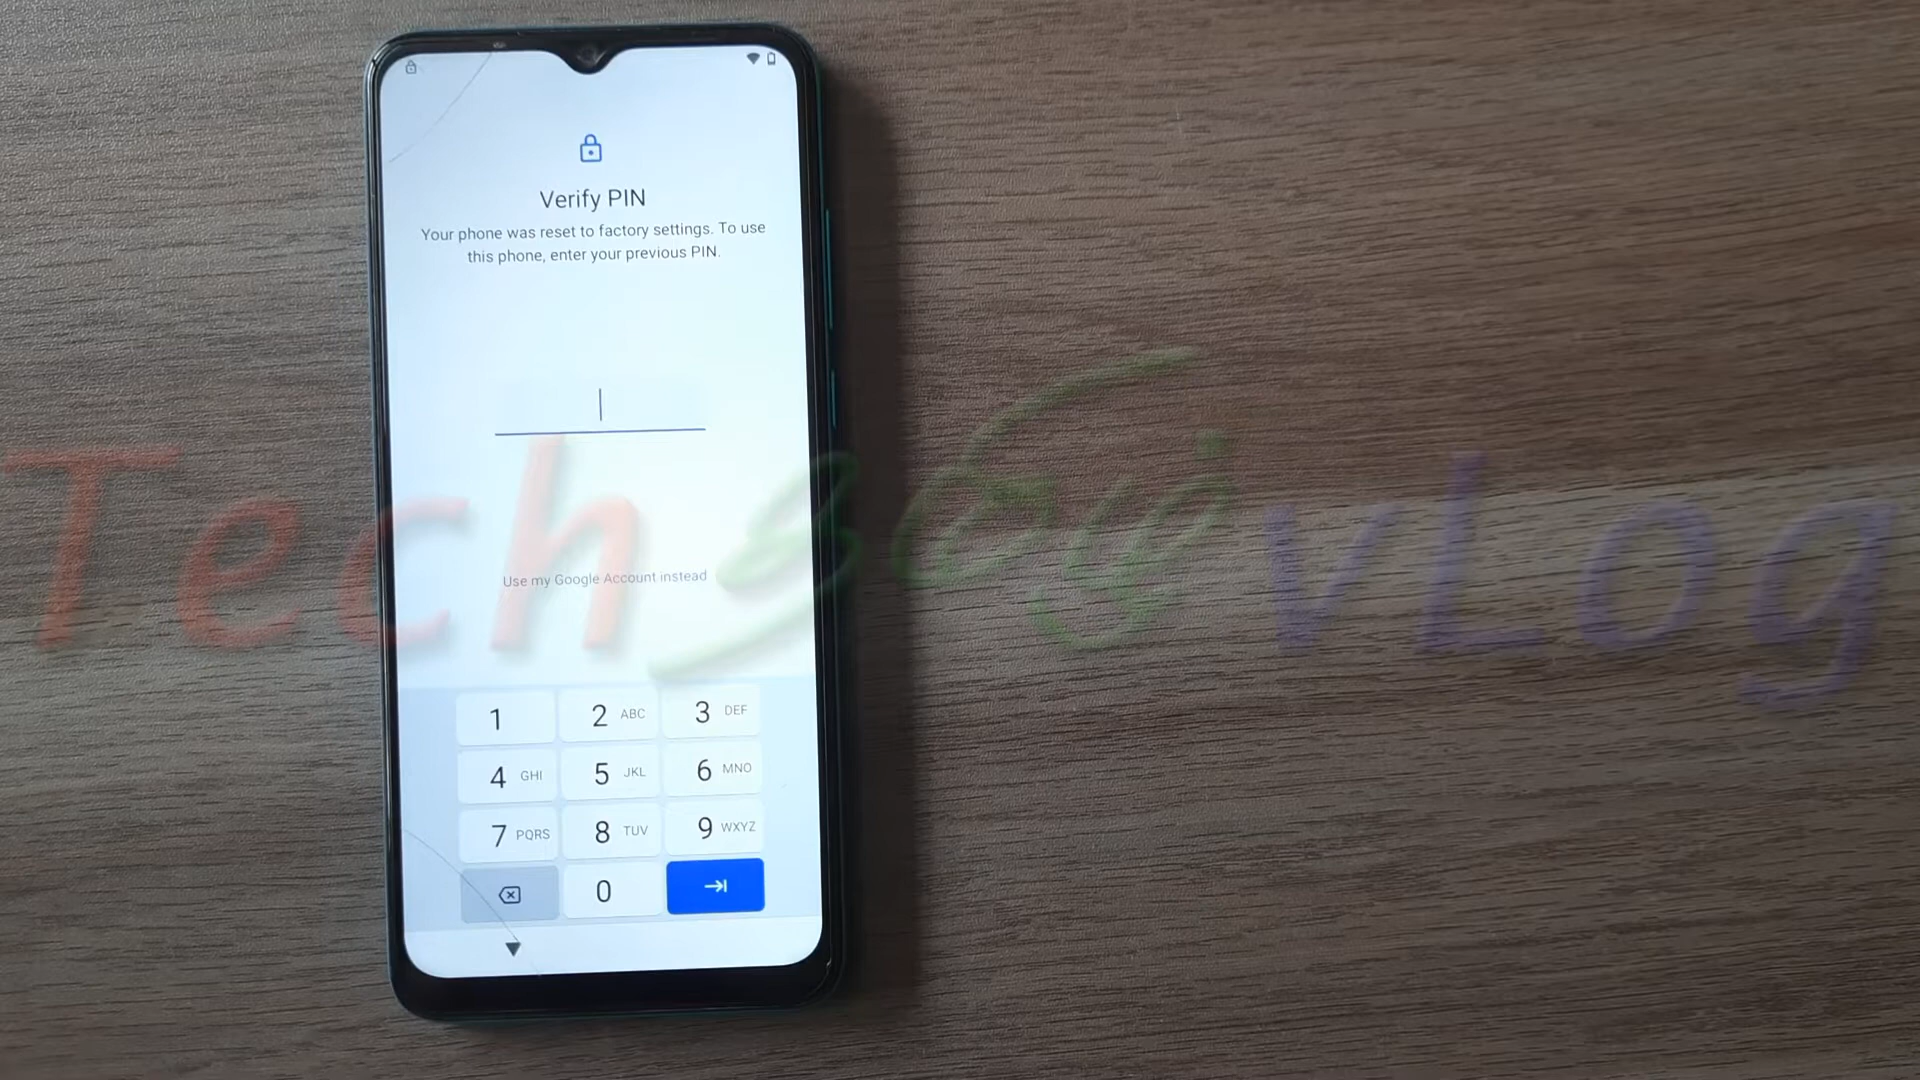 Verify PIN
Your phone was reset to factory settings. To use
this phone, enter your previous PIN.
Tech
vLog
Use my Google Account instead
1
2 ABC
3 DEF
4 GHI
5 JKL
6 MNO
7 PQRS
8 TUV
9 WXYZ
0